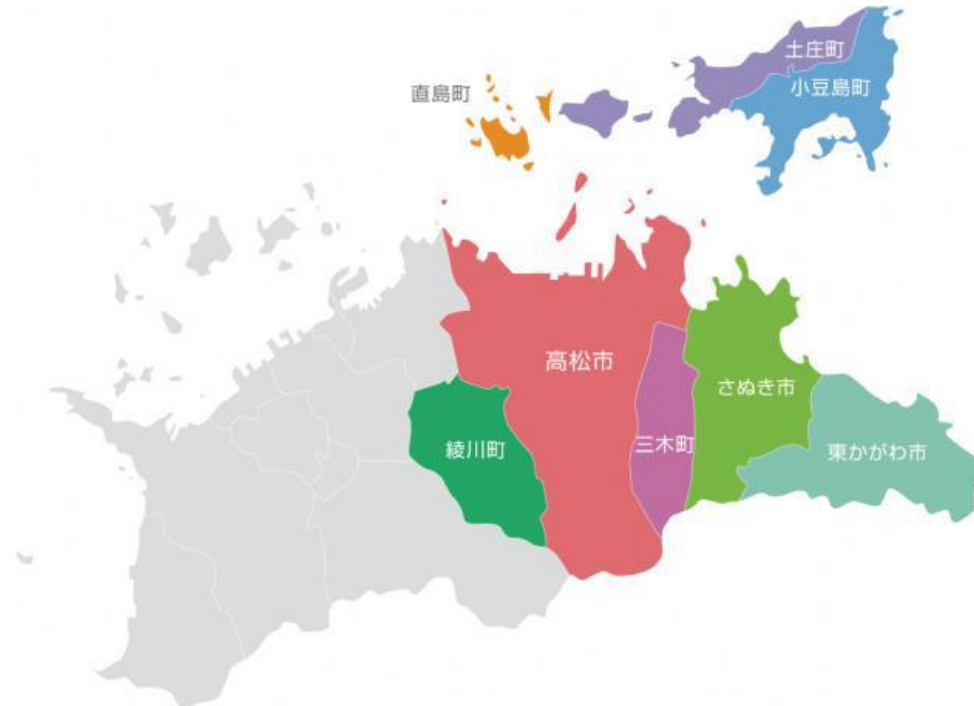 土庄町
小豆島町
直島町
高松市
さぬき市
三木町
綾川町
東かがわ市